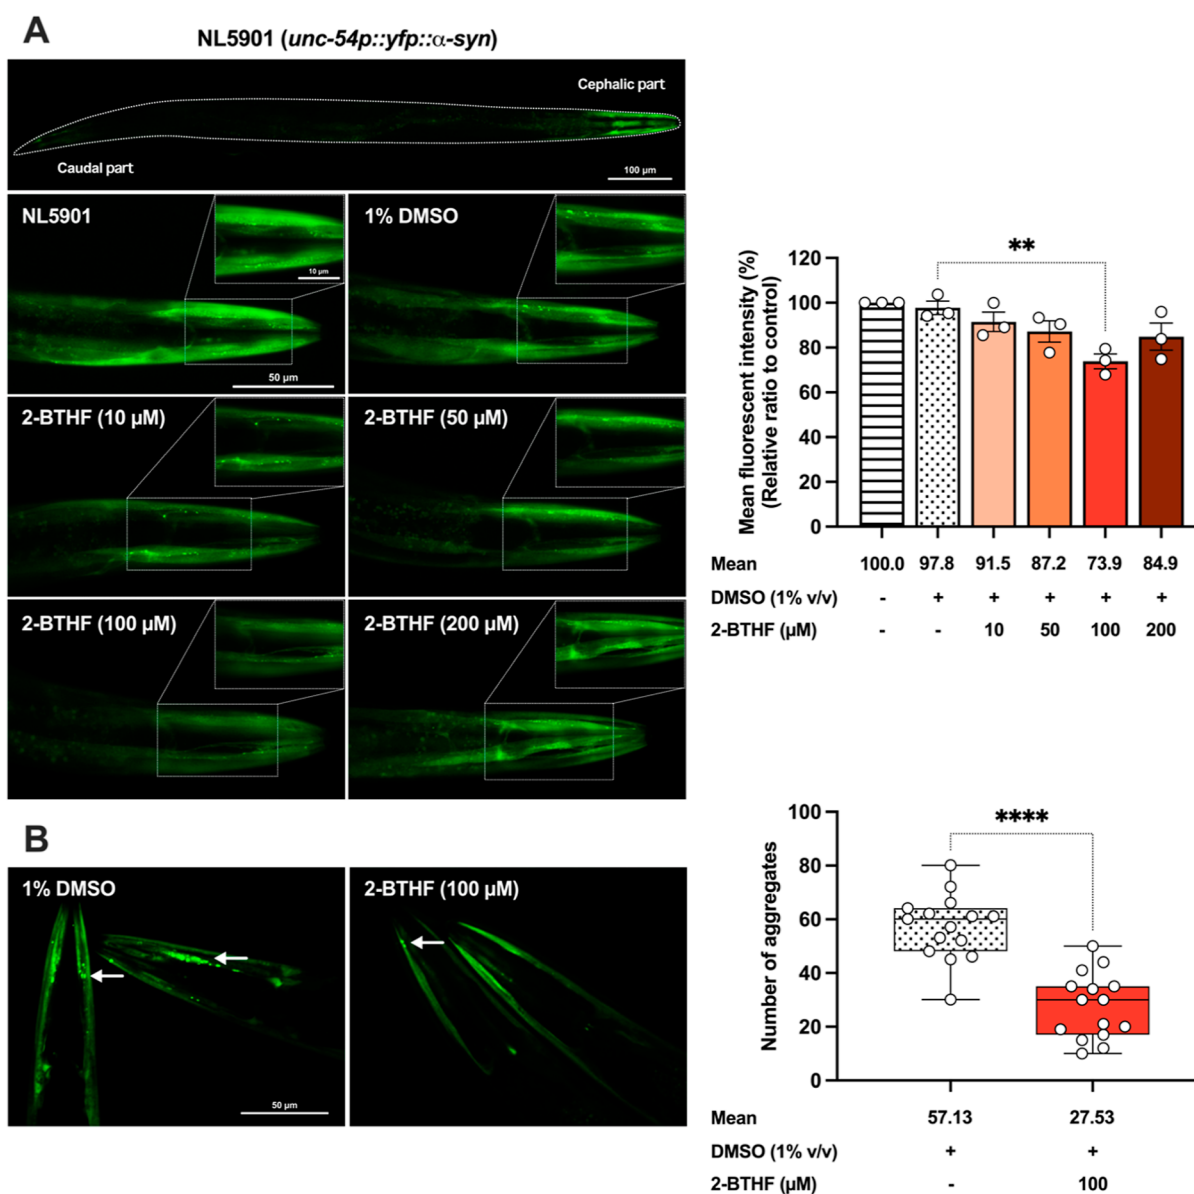 A
NL5901 (unc-54p::yfp::α-syn)
Cephalic part
Caudal part
100 µm
NL5901
10 µm
50 µm
1% DMSO
2-BTHF (10 µM)
2-BTHF (50 µM)
2-BTHF (100 µM)
2-BTHF (200 µM)
Mean fluorescent intensity (%)
(Relative ratio to control)
120
100
80
60
40
20
0
**
Mean 100.0 97.8 91.5 87.2 73.9 84.9
DMSO (1% v/v) - + + + + +
2-BTHF (µM) - - 10 50 100 200
B
1% DMSO
50 µm
2-BTHF (100 µM)
Number of aggregates
100
80
60
40
20
0
****
Mean 57.13 27.53
DMSO (1% v/v) + +
2-BTHF (µM) - 100